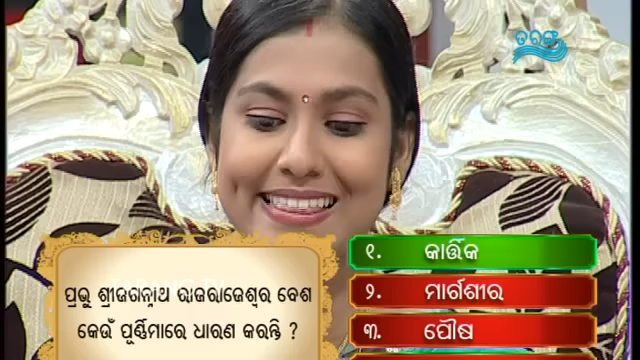 ତରଙ୍ଗ
ପ୍ରଭୁ ଶ୍ରୀଜଗନ୍ନାଥ ରାଜରାଜେଶ୍ୱର ବେଶ
କେଉଁ ପୂର୍ଣ୍ଣିମାରେ ଧାରଣ କରନ୍ତି ?
୧. କାର୍ତ୍ତିକ
୨. ମାର୍ଗଶୀର
୩. ପୌଷ